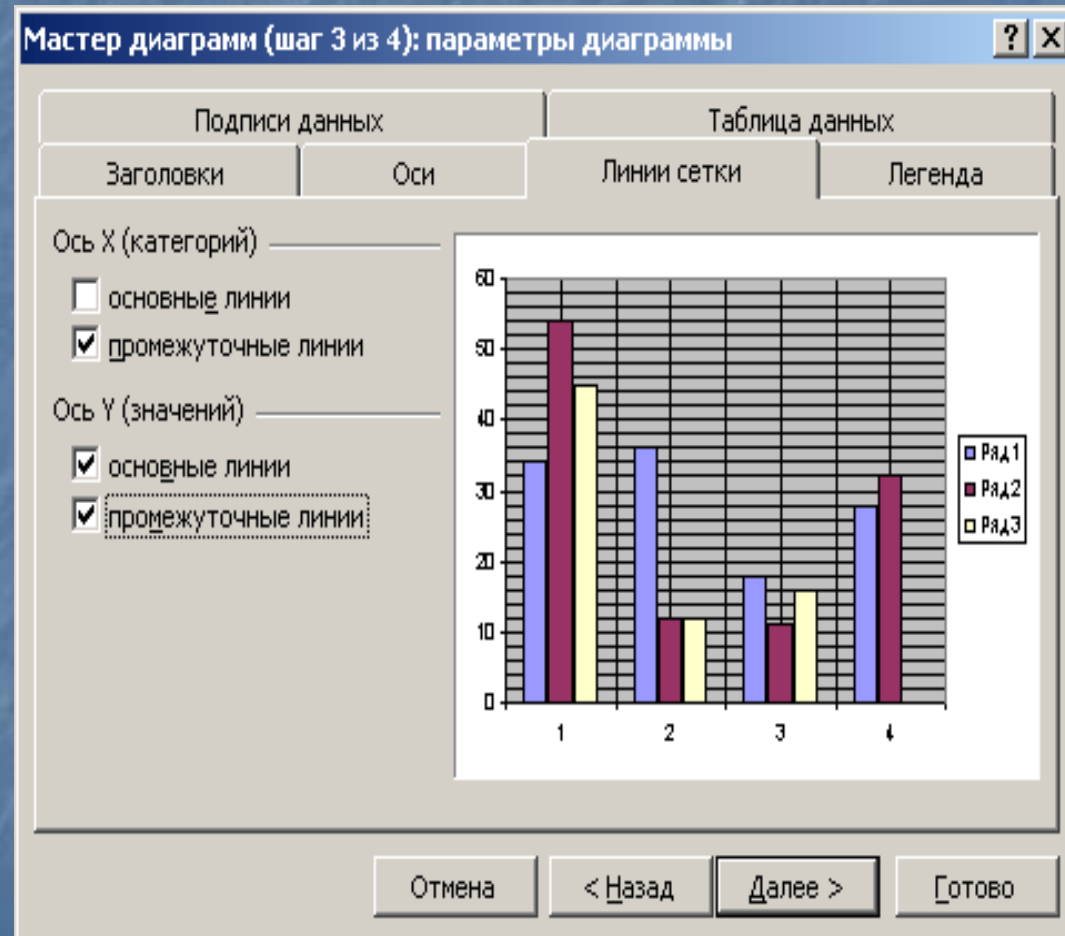 Мастер диаграмм (шаг 3 из 4): параметры диаграммы
Подписи данных
Таблица данных
Заголовки
Оси
Линии сетки
Легенда
Ось X (категорий)
основные линии
промежуточные линии
Ось Y (значений)
основные линии
промежуточные линии
60
50
40
30
20
10
0
1 2 3 4
Ряд1
Ряд2
Ряд3
Отмена
< Назад
Далее >
Готово